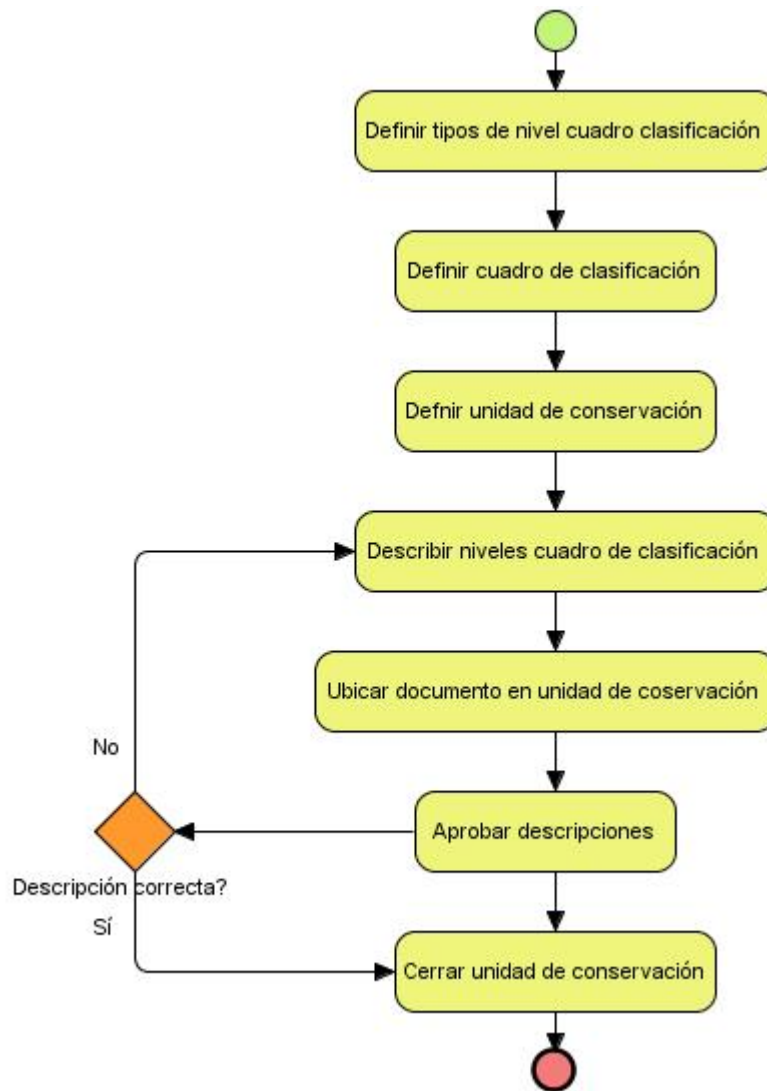 Definir tipos de nivel cuadro clasificación
Definir cuadro de clasificación
Defnir unidad de conservación
Describir niveles cuadro de clasificación
Ubicar documento en unidad de coservación
No
Aprobar descripciones
Descripción correcta?
Sí
Cerrar unidad de conservación